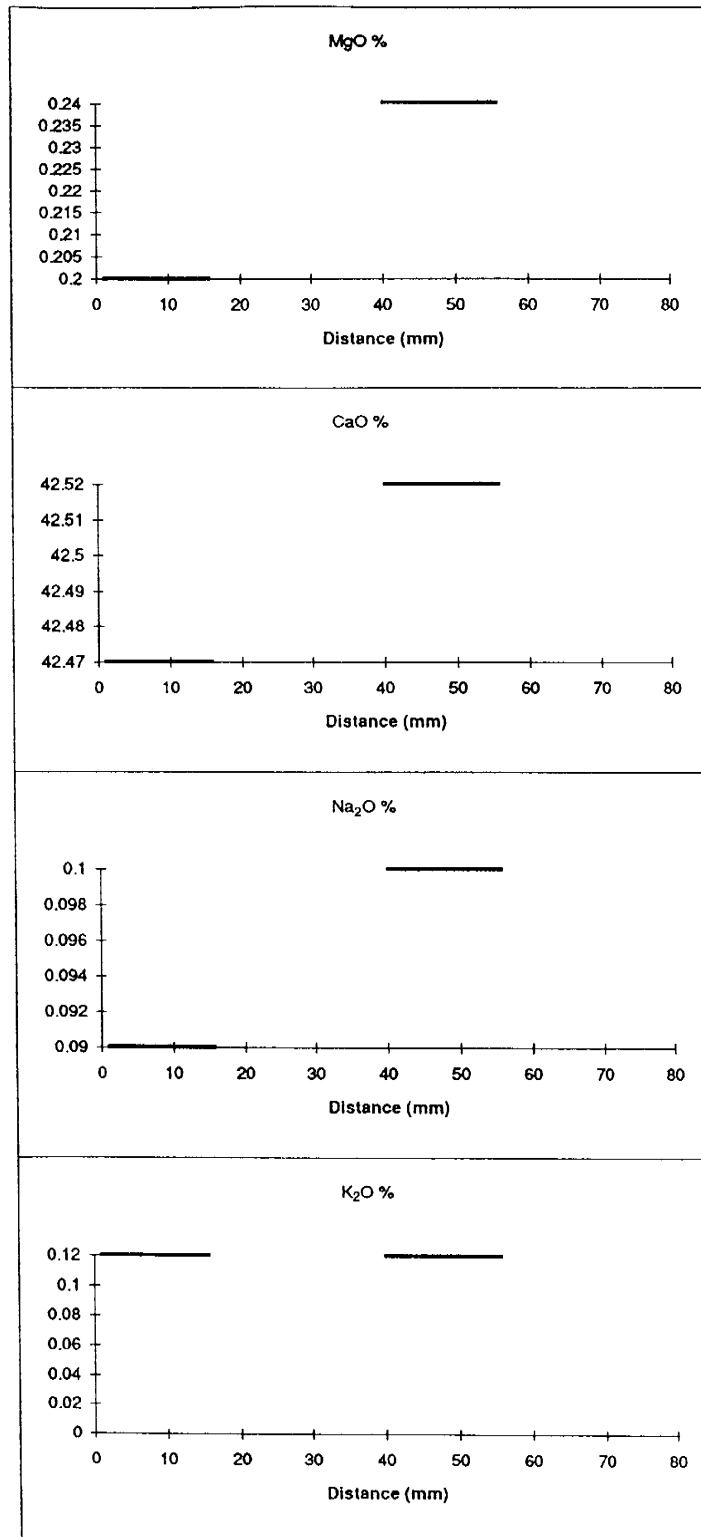 MgO %
0.24
0.235
0.23
0.225
0.22
0.215
0.21
0.205
0.2
0 10 20 30 40 50 60 70 80
Distance (mm)
CaO %
42.52
42.51
42.5
42.49
42.48
42.47
0 10 20 30 40 50 60 70 80
Distance (mm)
Na₂O %
0.1
0.098
0.096
0.094
0.092
0.09
0 10 20 30 40 50 60 70 80
Distance (mm)
K₂O %
0.12
0.1
0.08
0.06
0.04
0.02
0
0 10 20 30 40 50 60 70 80
Distance (mm)